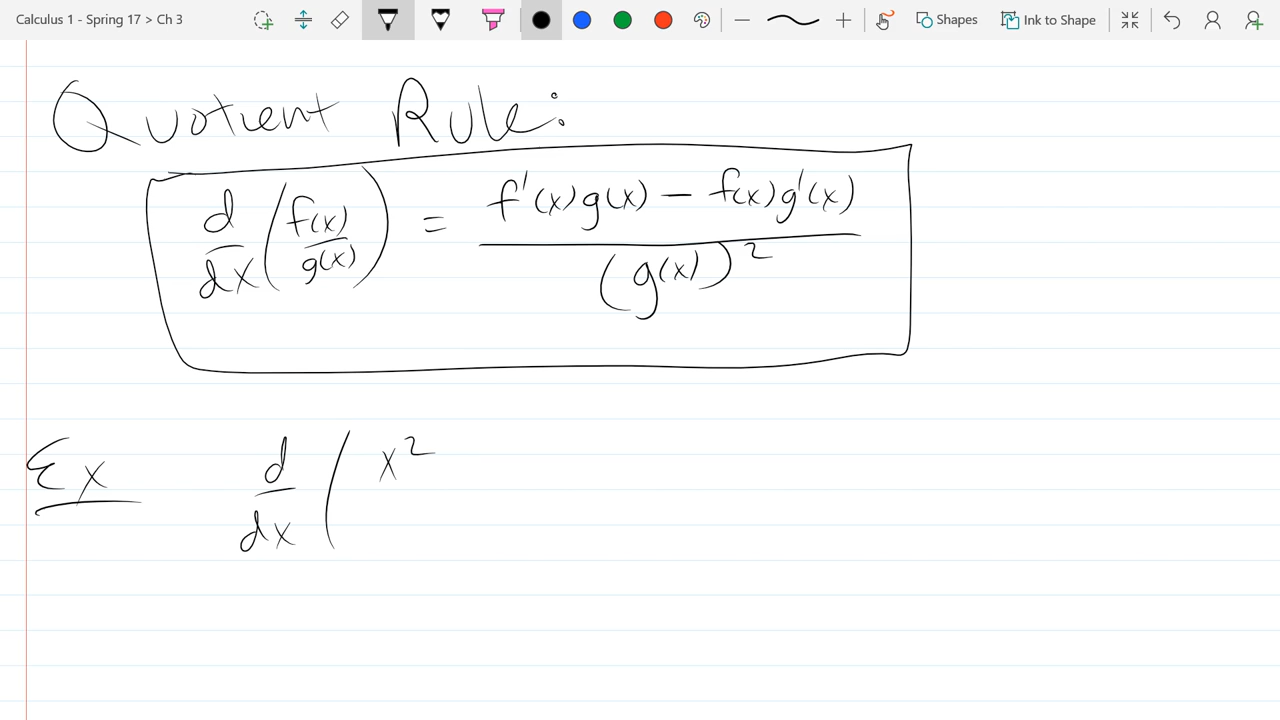 Calculus 1 - Spring 17 > Ch 3 Shapes Ink to Shape
Quotient Rule:
d/dx (f(x)/g(x)) = (f'(x)g(x) - f(x)g'(x))/(g(x))²
Ex d/dx ( x²